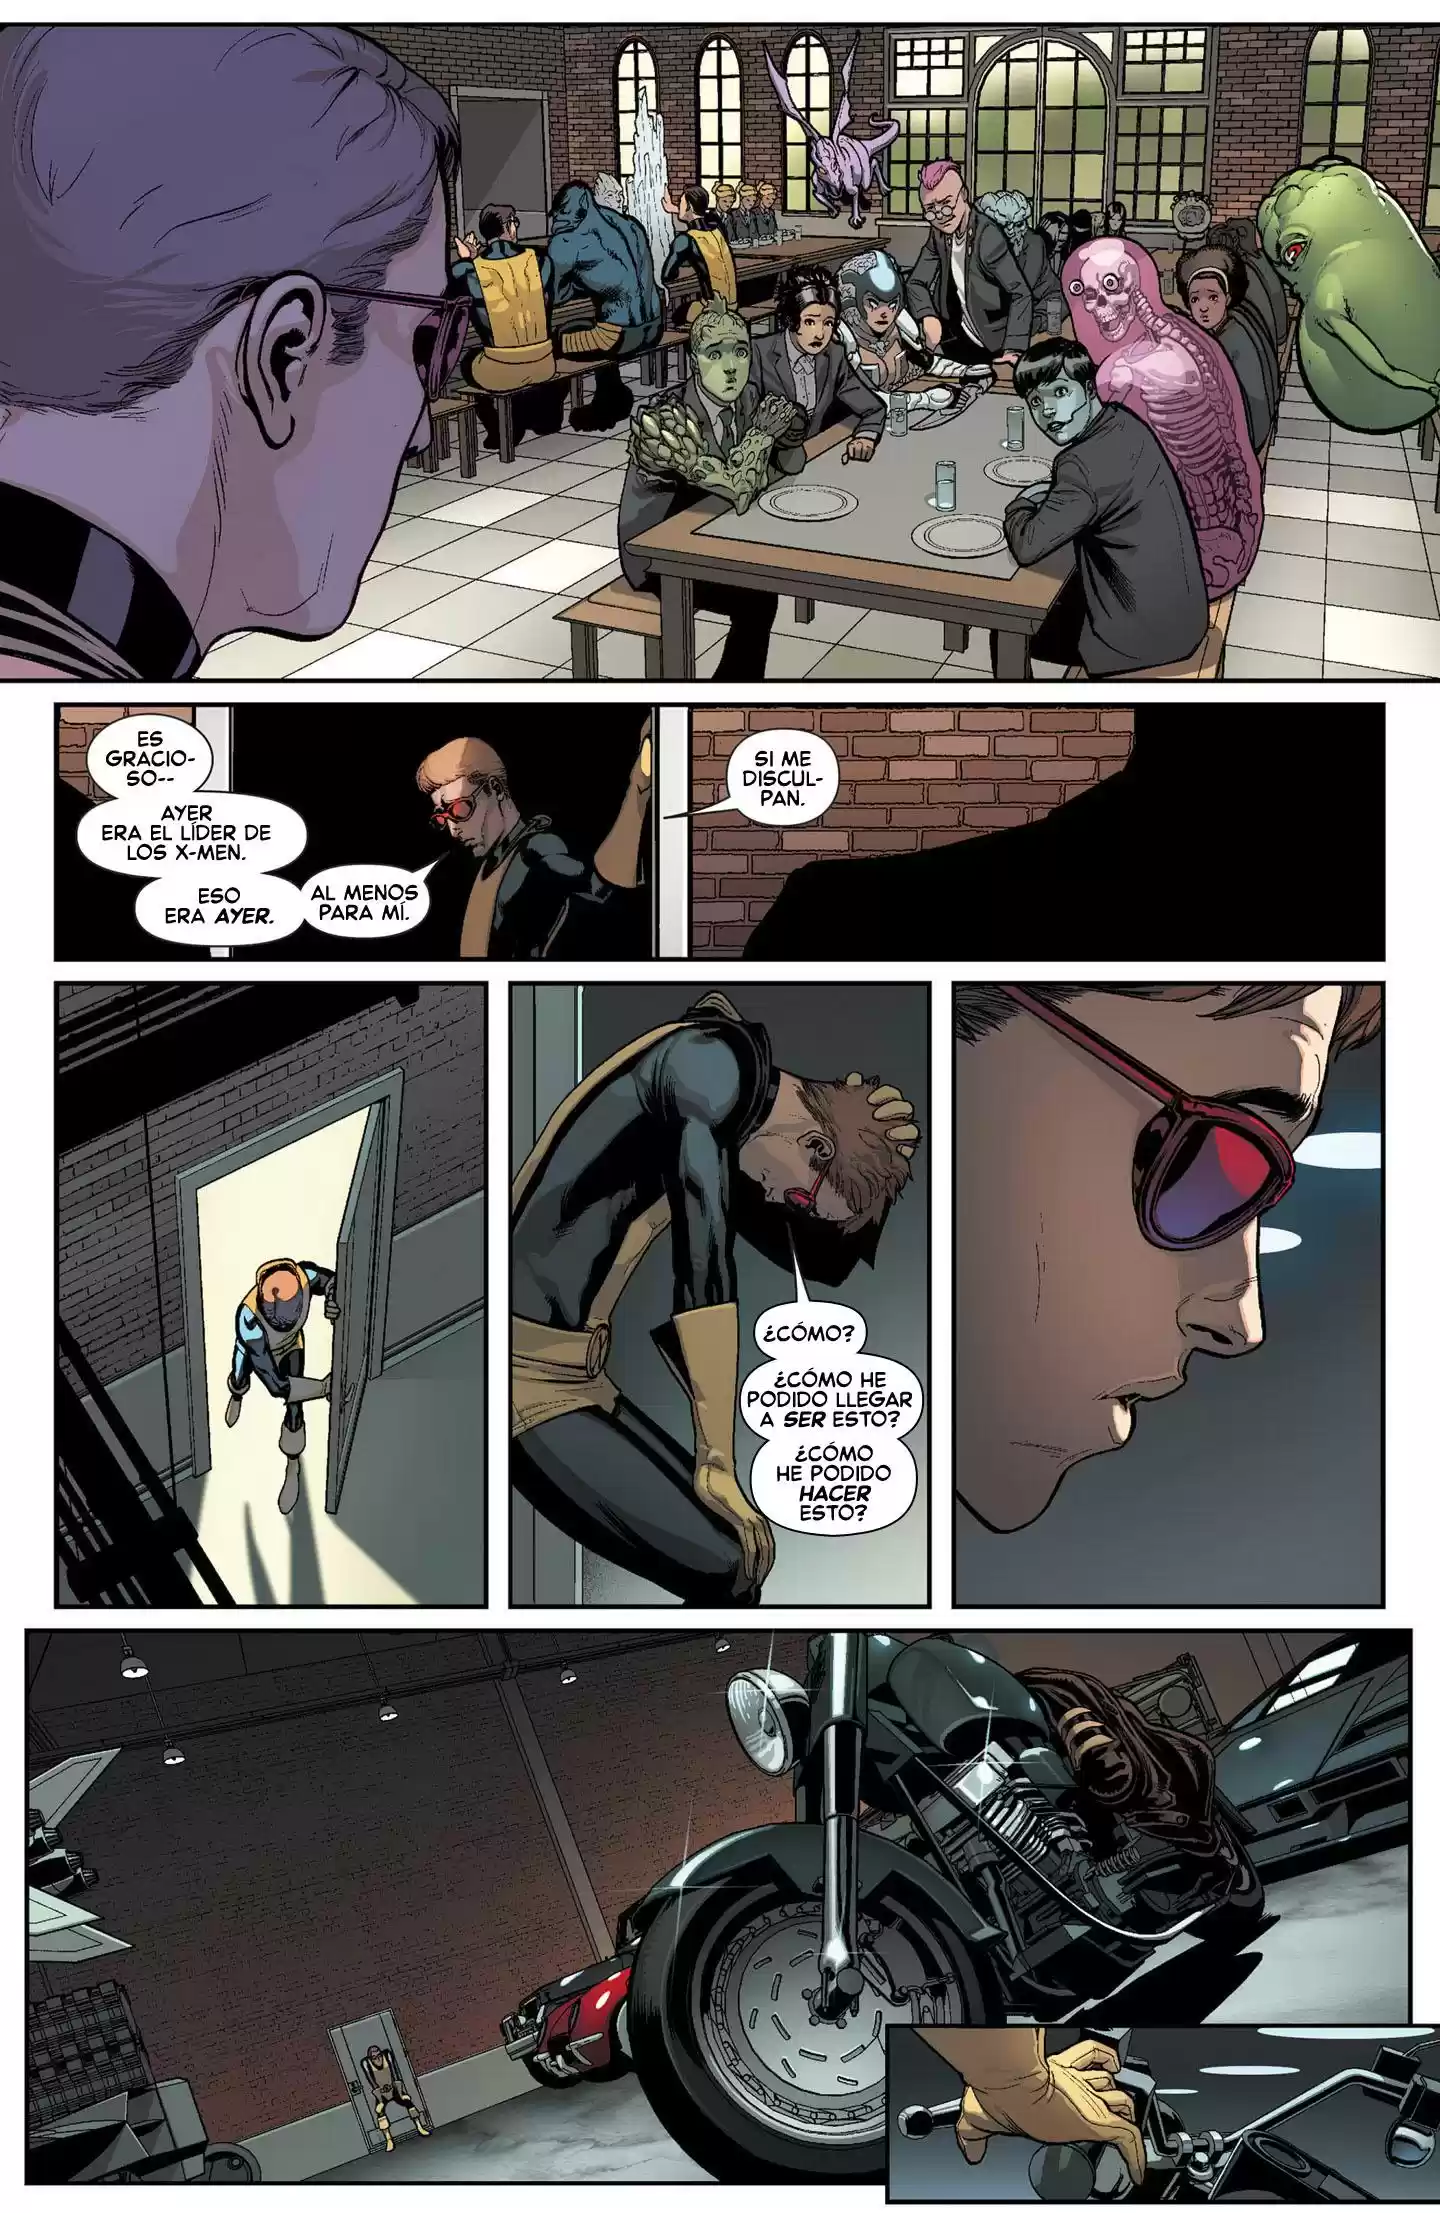 ES
GRACIO-
SO--
AYER
ERA EL LÍDER DE
LOS X-MEN.
ESO
ERA AYER.
AL MENOS
PARA MÍ.
SI ME
DISCUL-
PAN.
¿CÓMO?
¿CÓMO HE
PODIDO LLEGAR
A SER ESTO?
¿CÓMO
HE PODIDO
HACER
ESTO?